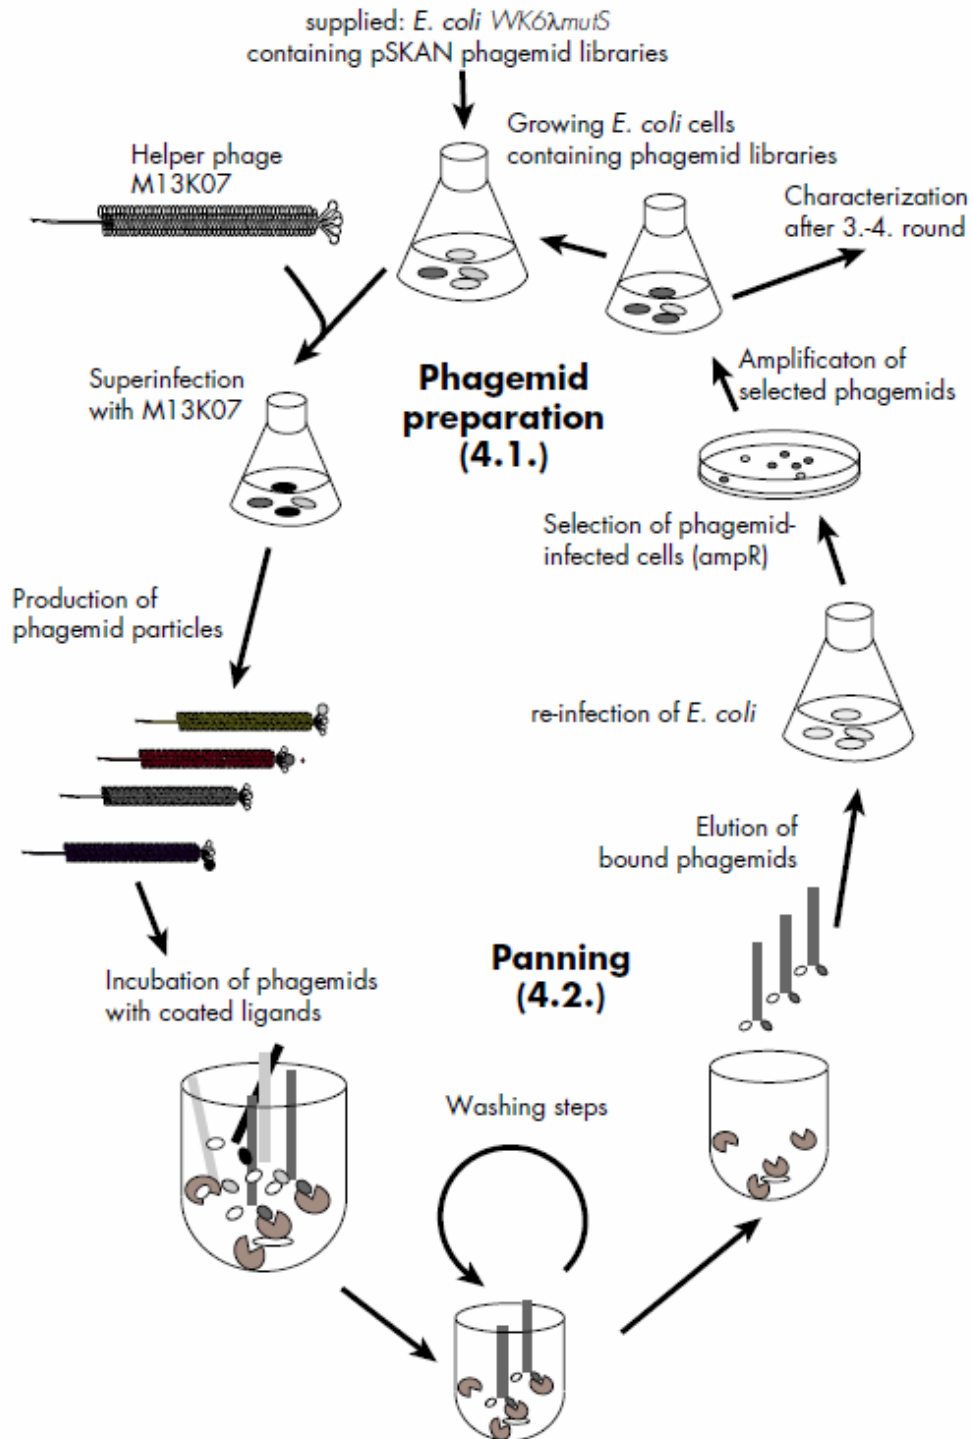 supplied: E. coli WK6λmutS
containing pSKAN phagemid libraries
Growing E. coli cells
containing phagemid libraries
Helper phage
M13K07
Characterization
after 3.-4. round
Superinfection
with M13K07
Phagemid
preparation
(4.1.)
Amplificaton of
selected phagemids
Selection of phagemid-
infected cells (ampR)
Production of
phagemid particles
re-infection of E. coli
Elution of
bound phagemids
Incubation of phagemids
with coated ligands
Panning
(4.2.)
Washing steps